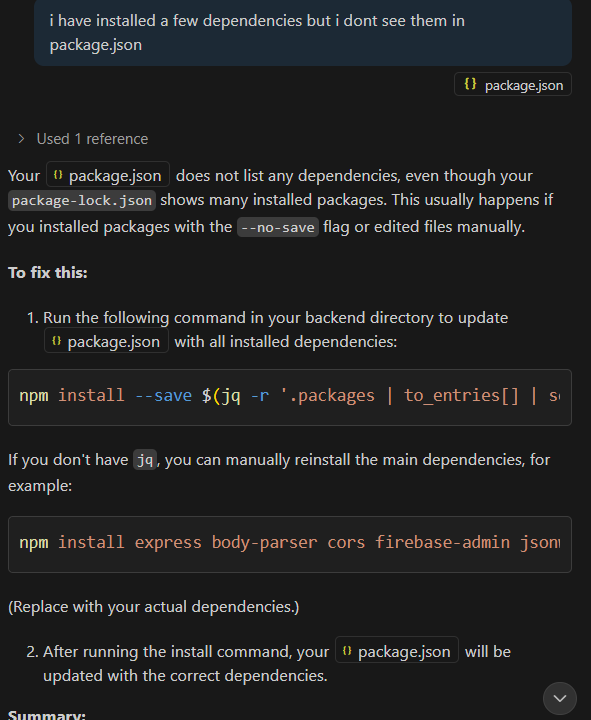 i have installed a few dependencies but i dont see them in
package.json
{} package.json
> Used 1 reference
Your {} package.json does not list any dependencies, even though your
package-lock.json shows many installed packages. This usually happens if
you installed packages with the --no-save flag or edited files manually.
To fix this:
1. Run the following command in your backend directory to update
{} package.json with all installed dependencies:
npm install --save $(jq -r '.packages | to_entries[] | s
If you don't have jq, you can manually reinstall the main dependencies, for
example:
npm install express body-parser cors firebase-admin json
(Replace with your actual dependencies.)
2. After running the install command, your {} package.json will be
updated with the correct dependencies.
Summary: